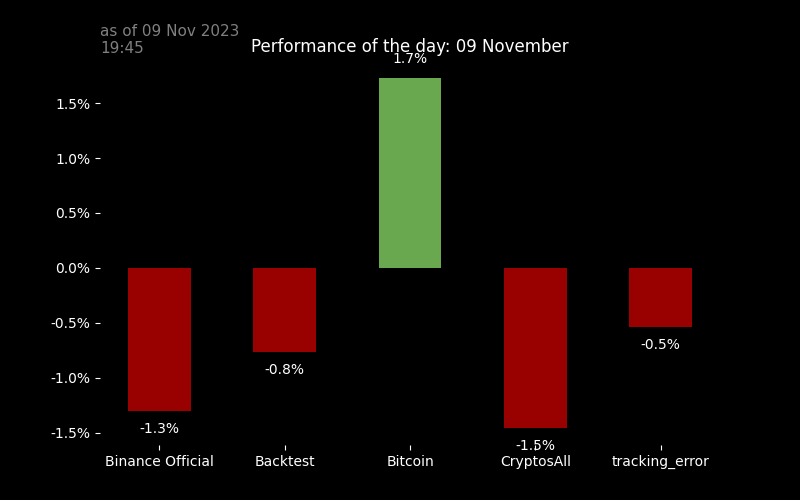 as of 09 Nov 2023
19:45
Performance of the day: 09 November
1.7%
1.5%
1.0%
0.5%
0.0%
-0.5%
-1.0%
-1.5%
-1.3%
-0.8%
-1.5%
-0.5%
Binance Official
Backtest
Bitcoin
CryptosAll
tracking_error